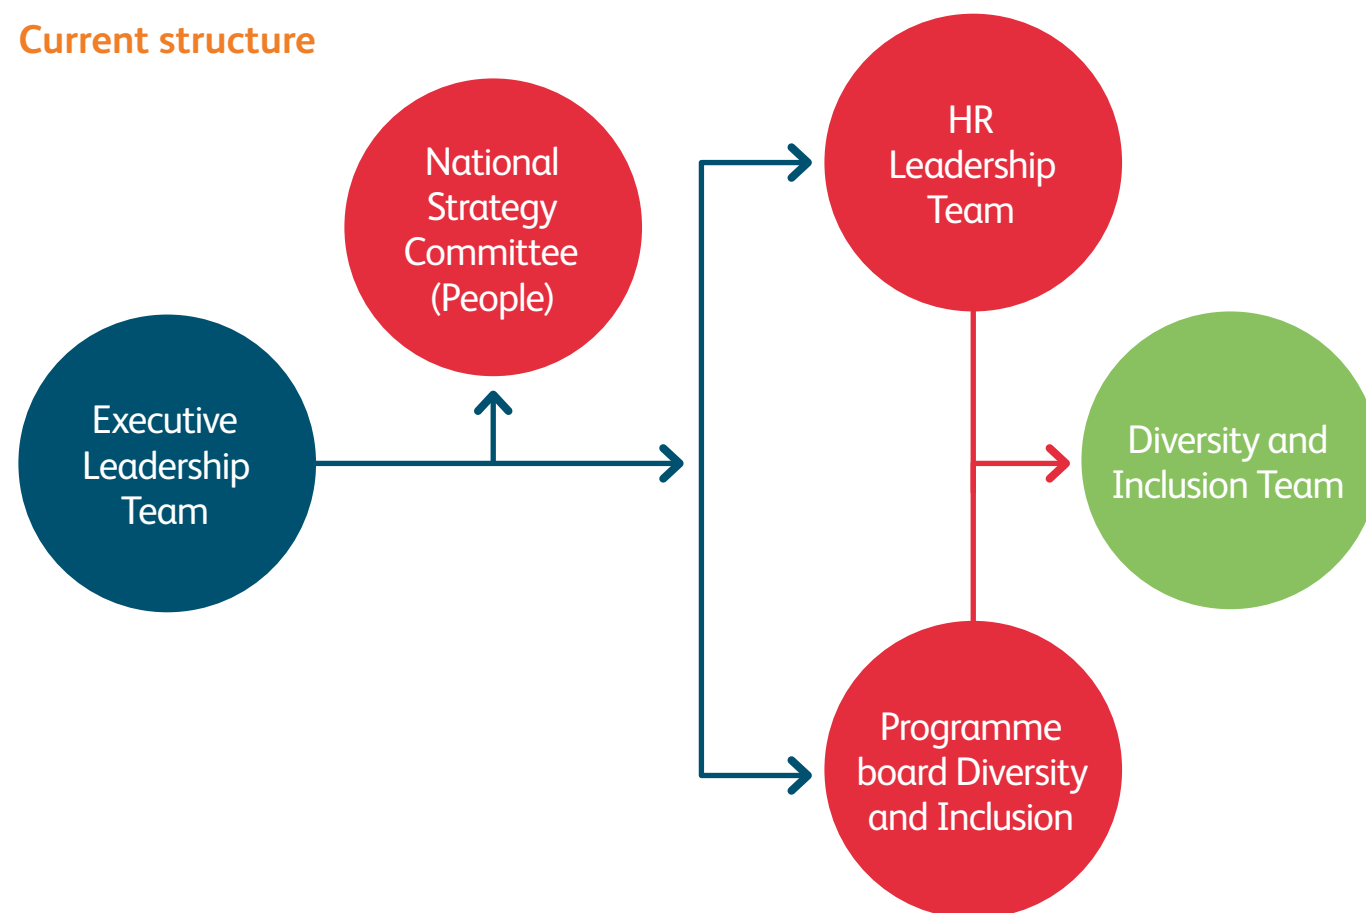 Current structure
National
Strategy
Committee
(People)
HR
Leadership
Team
Executive
Leadership
Team
Diversity and
Inclusion Team
Programme
board Diversity
and Inclusion